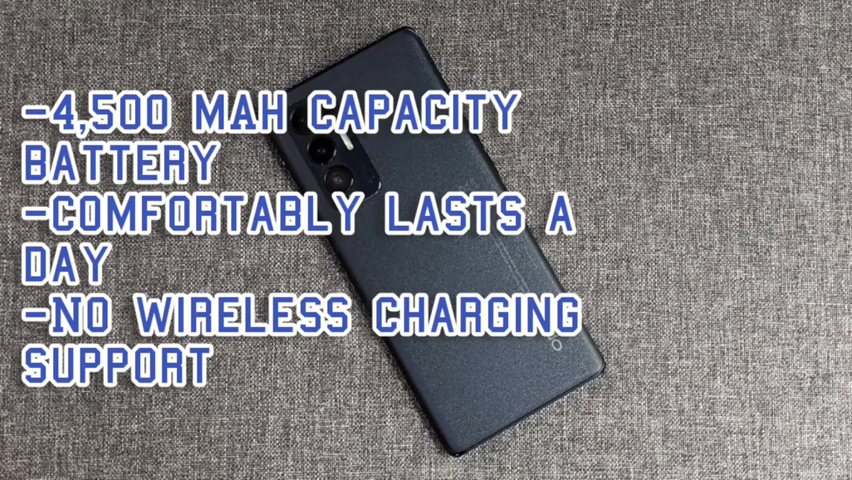 -4,500 MAH CAPACITY
BATTERY
-COMFORTABLY LASTS A
DAY
-NO WIRELESS CHARGING
SUPPORT